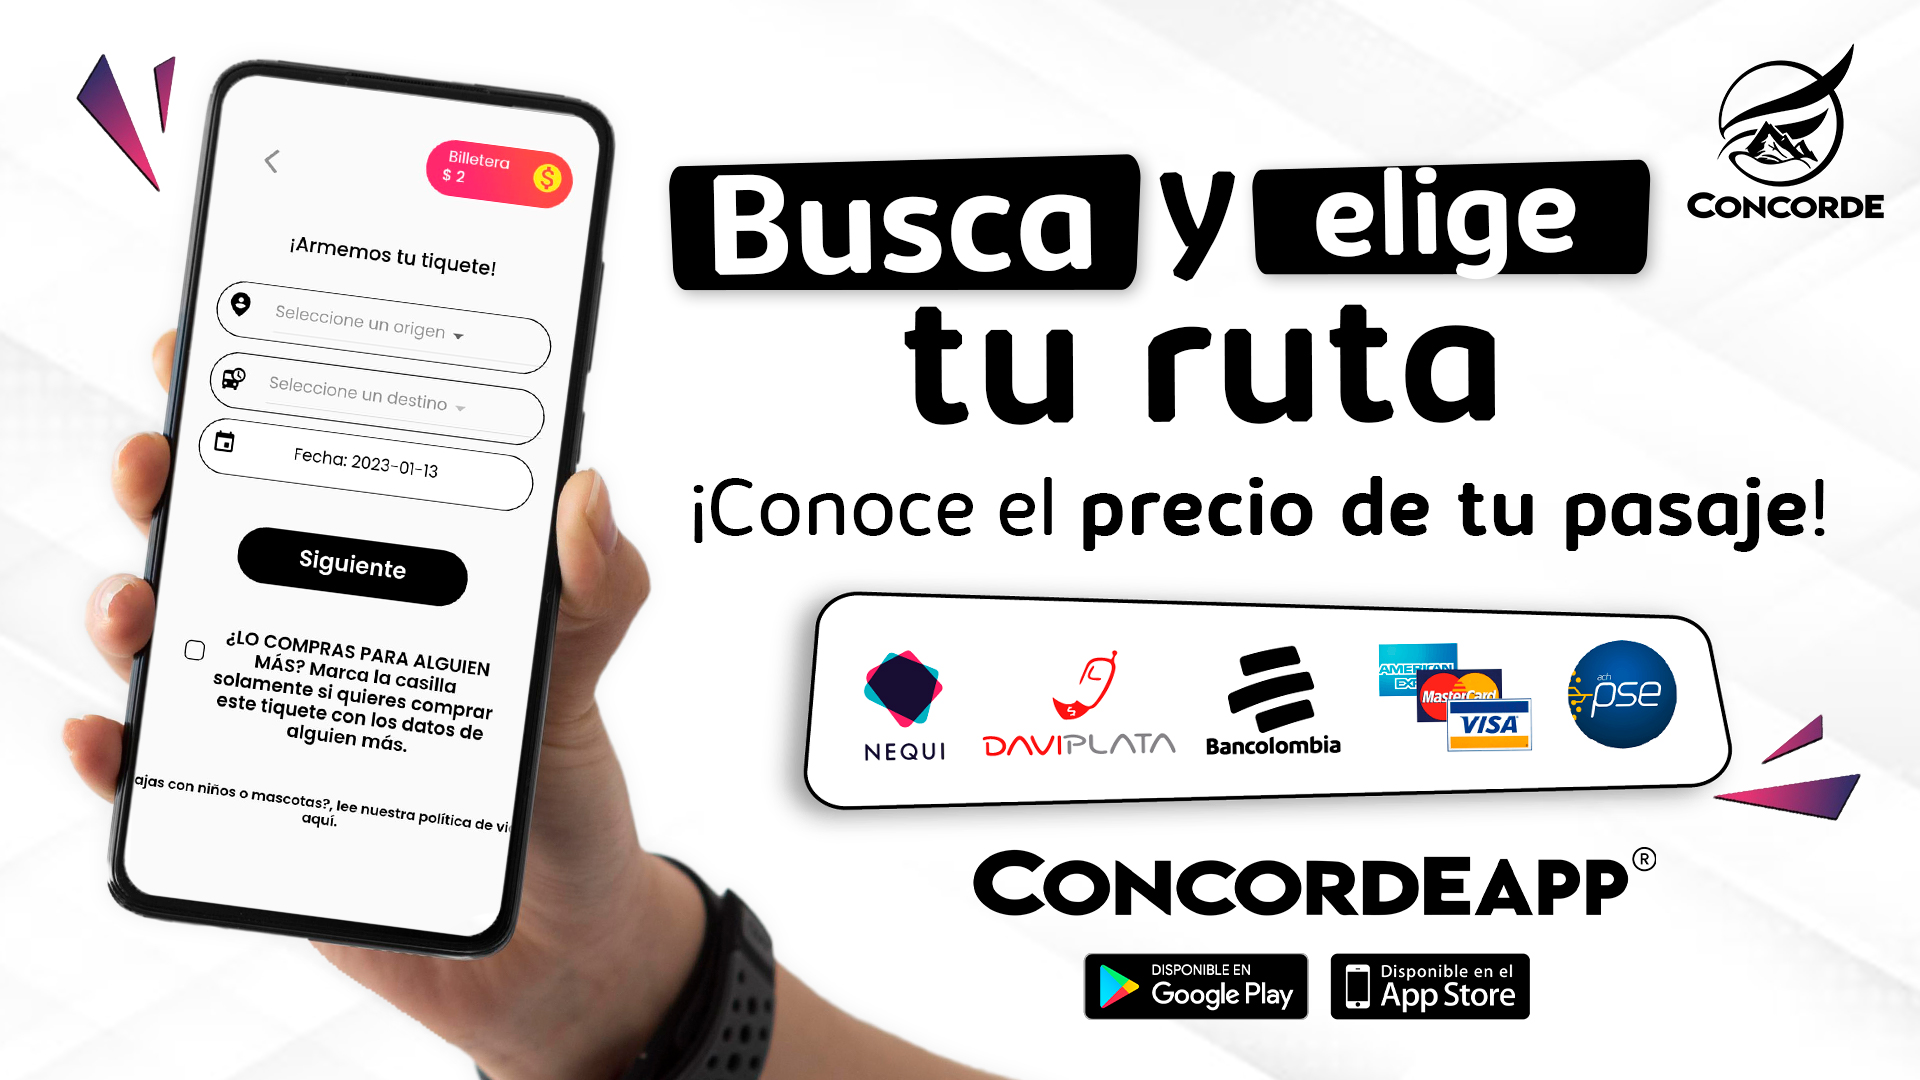 Billetera
$ 2
$
¡Armemos tu tiquete!
Seleccione un origen
Seleccione un destino
Fecha: 2023-01-13
Siguiente
¿LO COMPRAS PARA ALGUIEN
MÁS? Marca la casilla
solamente si quieres comprar
este tiquete con los datos de
alguien más.
ajas con niños o mascotas?, lee nuestra política de vi
aquí.
CONCORDE
Busca y elige
tu ruta
¡Conoce el precio de tu pasaje!
NEQUI
DAVIPLATA
Bancolombia
AMERICAN
EX
MasterCard
VISA
ach
pse
CONCORDEAPP®
DISPONIBLE EN
Google Play
Disponible en el
App Store